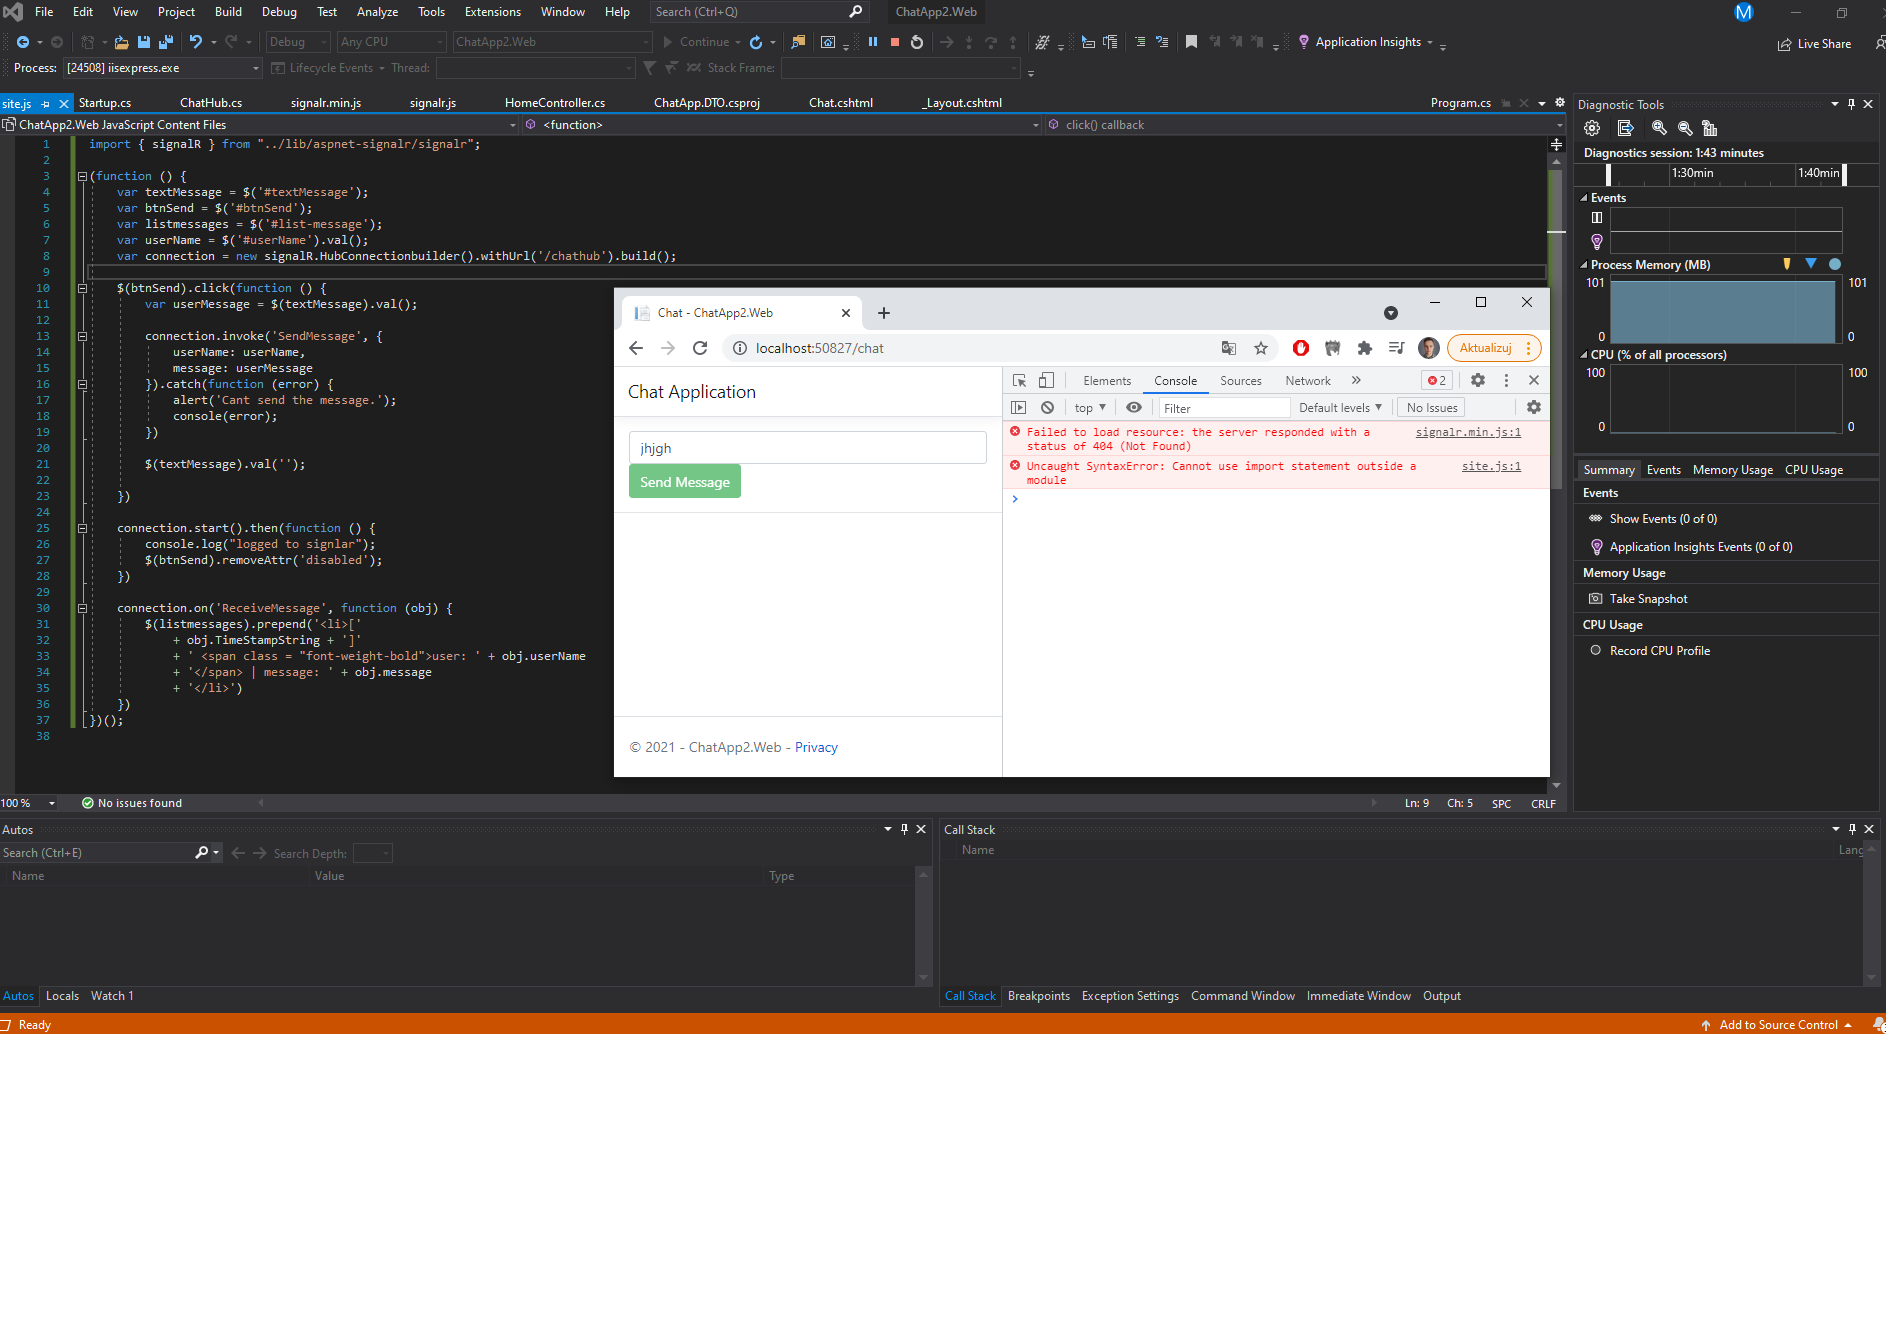 File Edit View Project Build Debug Test Analyze Tools Extensions Window Help Search (Ctrl+Q) ChatApp2.Web M
Debug Any CPU ChatApp2.Web Continue Application Insights Live Share
Process: [24508] iisexpress.exe Lifecycle Events Thread: Stack Frame:
site.js Startup.cs ChatHub.cs signalr.min.js signalr.js HomeController.cs ChatApp.DTO.csproj Chat.cshtml _Layout.cshtml Program.cs
ChatApp2.Web JavaScript Content Files <function> click() callback
1 import { signalR } from "../lib/aspnet-signalr/signalr";
2
3 (function () {
4 var textMessage = $('#textMessage');
5 var btnSend = $('#btnSend');
6 var listmessages = $('#list-message');
7 var userName = $('#userName').val();
8 var connection = new signalR.HubConnectionbuilder().withUrl('/chathub').build();
9
10 $(btnSend).click(function () {
11 var userMessage = $(textMessage).val();
12
13 connection.invoke('SendMessage', {
14 userName: userName,
15 message: userMessage
16 }).catch(function (error) {
17 alert('Cant send the message.');
18 console(error);
19 })
20
21 $(textMessage).val('');
22
23 })
24
25 connection.start().then(function () {
26 console.log("logged to signlar");
27 $(btnSend).removeAttr('disabled');
28 })
29
30 connection.on('ReceiveMessage', function (obj) {
31 $(listmessages).prepend('<li>['
32 + obj.TimeStampString + ']'
33 + ' <span class = "font-weight-bold">user: ' + obj.userName
34 + '</span> | message: ' + obj.message
35 + '</li>')
36 })
37 })();
38
Chat - ChatApp2.Web
localhost:50827/chat Aktualizuj
Chat Application
jhjgh
Send Message
© 2021 - ChatApp2.Web - Privacy
Elements Console Sources Network 2
top Filter Default levels No Issues
Failed to load resource: the server responded with a signalr.min.js:1
status of 404 (Not Found)
Uncaught SyntaxError: Cannot use import statement outside a site.js:1
module
Diagnostic Tools
Diagnostics session: 1:43 minutes
1:30min 1:40min
Events
Process Memory (MB)
101 101
0 0
CPU (% of all processors)
100 100
0 0
Summary Events Memory Usage CPU Usage
Events
Show Events (0 of 0)
Application Insights Events (0 of 0)
Memory Usage
Take Snapshot
CPU Usage
Record CPU Profile
100 % No issues found Ln: 9 Ch: 5 SPC CRLF
Autos
Search (Ctrl+E) Search Depth:
Name Value Type
Autos Locals Watch 1
Call Stack
Name Lang
Call Stack Breakpoints Exception Settings Command Window Immediate Window Output
Ready Add to Source Control